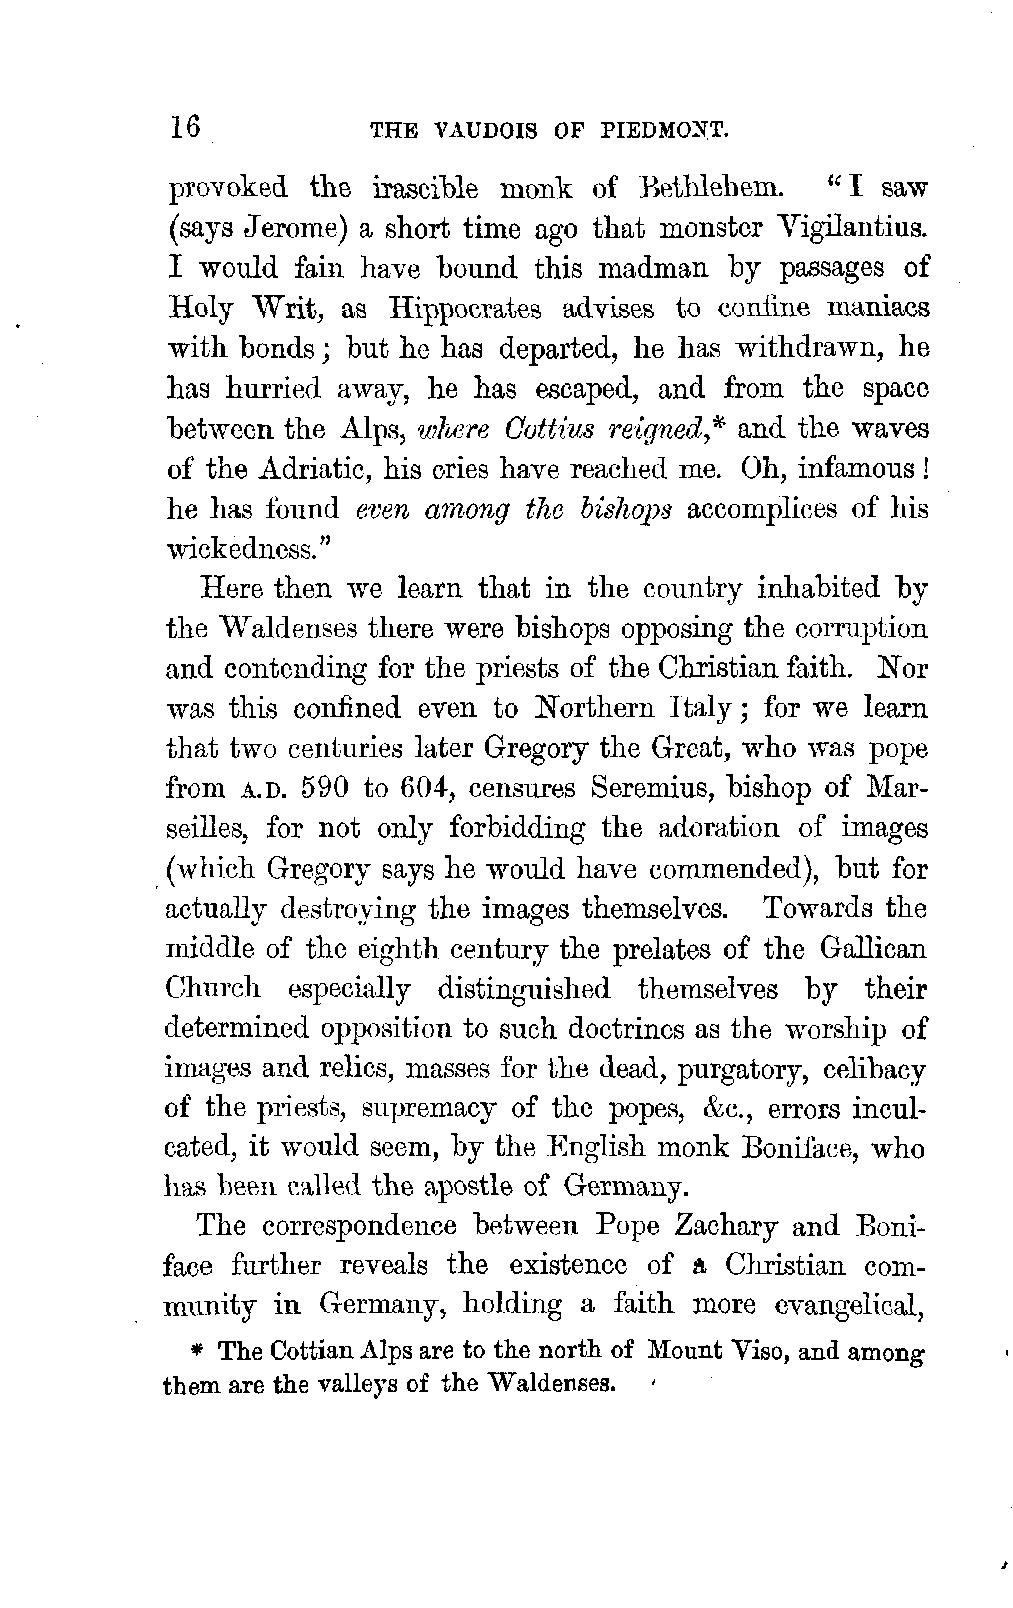 16 THE VAUDOIS OF PIEDMONT.
provoked the irascible monk of Bethlehem. “I saw
(says Jerome) a short time ago that monster Vigilantius.
I would fain have bound this madman by passages of
Holy Writ, as Hippocrates advises to confine maniacs
with bonds; but he has departed, he has withdrawn, he
has hurried away, he has escaped, and from the space
between the Alps, where Cottius reigned,* and the waves
of the Adriatic, his cries have reached me. Oh, infamous!
he has found even among the bishops accomplices of his
wickedness.”
Here then we learn that in the country inhabited by
the Waldenses there were bishops opposing the corruption
and contending for the priests of the Christian faith. Nor
was this confined even to Northern Italy; for we learn
that two centuries later Gregory the Great, who was pope
from A.D. 590 to 604, censures Seremius, bishop of Mar-
seilles, for not only forbidding the adoration of images
(which Gregory says he would have commended), but for
actually destroying the images themselves. Towards the
middle of the eighth century the prelates of the Gallican
Church especially distinguished themselves by their
determined opposition to such doctrines as the worship of
images and relics, masses for the dead, purgatory, celibacy
of the priests, supremacy of the popes, &c., errors incul-
cated, it would seem, by the English monk Boniface, who
has been called the apostle of Germany.
The correspondence between Pope Zachary and Boni-
face further reveals the existence of a Christian com-
munity in Germany, holding a faith more evangelical,
* The Cottian Alps are to the north of Mount Viso, and among
them are the valleys of the Waldenses.